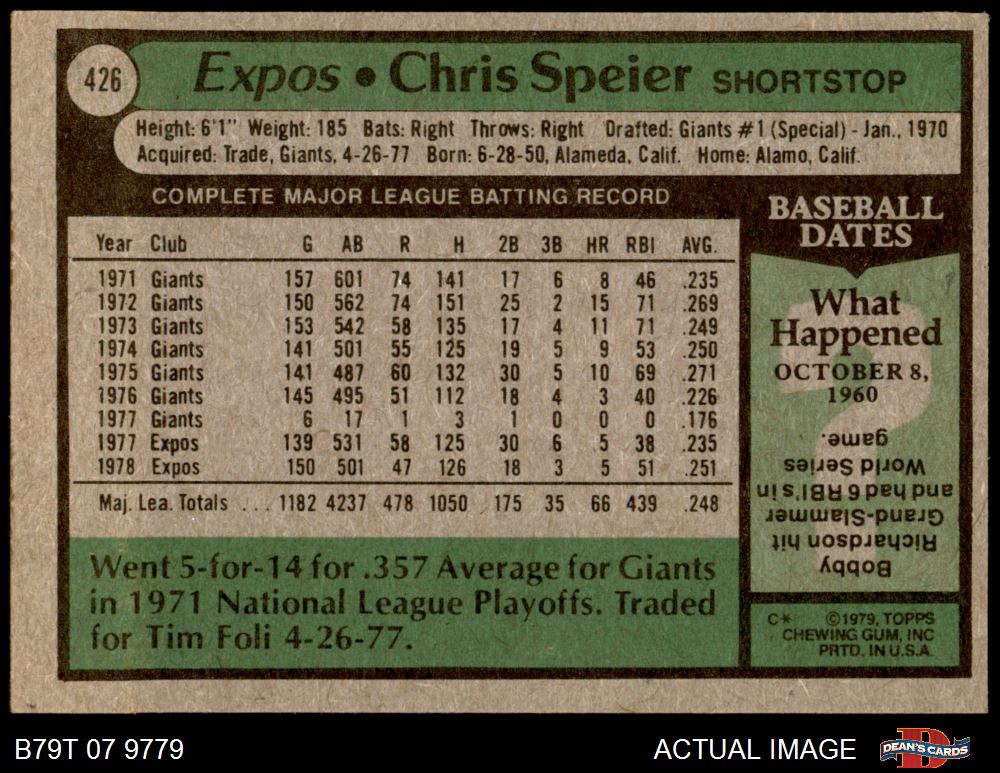 426
Expos • Chris Speier SHORTSTOP
Height: 6'1" Weight: 185 Bats: Right Throws: Right Drafted: Giants #1 (Special) - Jan., 1970
Acquired: Trade, Giants, 4-26-77 Born: 6-28-50, Alameda, Calif. Home: Alamo, Calif.
COMPLETE MAJOR LEAGUE BATTING RECORD
Year Club G AB R H 2B 3B HR RBI AVG.
1971 Giants 157 601 74 141 17 6 8 46 .235
1972 Giants 150 562 74 151 25 2 15 71 .269
1973 Giants 153 542 58 135 17 4 11 71 .249
1974 Giants 141 501 55 125 19 5 9 53 .250
1975 Giants 141 487 60 132 30 5 10 69 .271
1976 Giants 145 495 51 112 18 4 3 40 .226
1977 Giants 6 17 1 3 1 0 0 0 .176
1977 Expos 139 531 58 125 30 6 5 38 .235
1978 Expos 150 501 47 126 18 3 5 51 .251
Maj. Lea. Totals ... 1182 4237 478 1050 175 35 66 439 .248
Went 5-for-14 for .357 Average for Giants
in 1971 National League Playoffs. Traded
for Tim Foli 4-26-77.
BASEBALL
DATES
What
Happened
OCTOBER 8,
1960
Bobby
Richardson hit
Grand-Slammer
and had 6 RBI's in
World Series
game.
C* ©1979, TOPPS
CHEWING GUM, INC
PRTD. IN U.S.A.
B79T 07 9779
ACTUAL IMAGE
DEAN'S CARDS